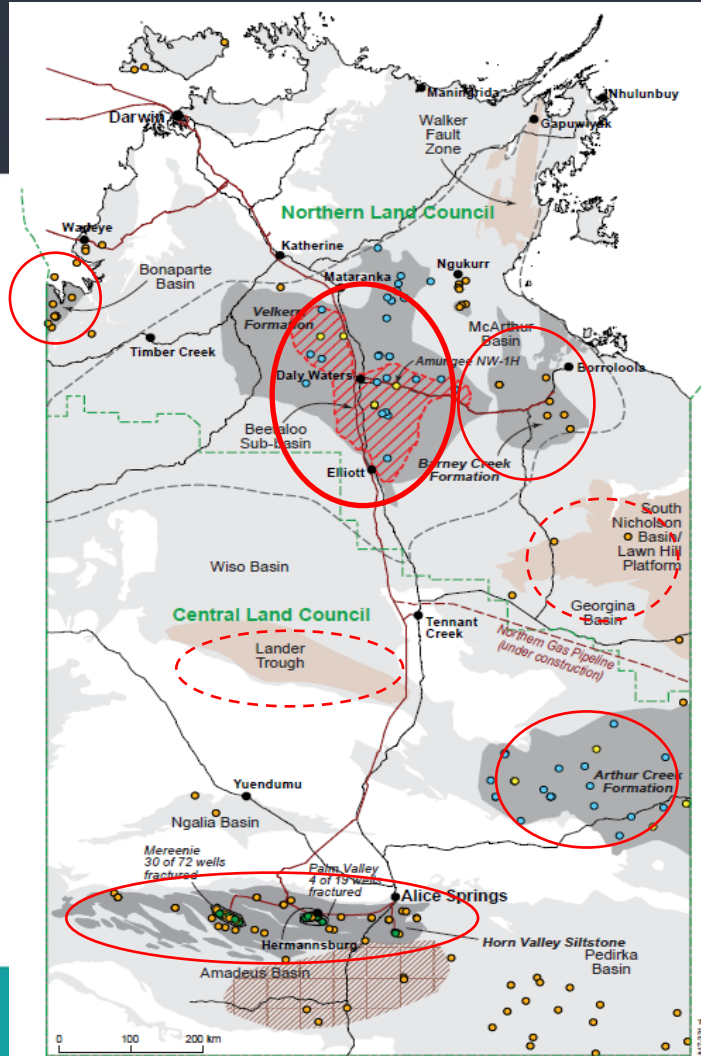 Maningrida
Nhulunbuy
Darwin
Gapuwiyak
Walker
Fault
Zone
Northern Land Council
Wadeye
Katherine
Bonaparte
Basin
Mataranka
Ngukurr
Velkerri
Formation
McArthur
Basin
Timber Creek
Amungee NW-1H
Daly Waters
Borroloola
Beetaloo
Sub-basin
Barney Creek
Formation
Elliott
South
Nicholson
Basin/
Lawn Hill
Platform
Wiso Basin
Georgina
Basin
Central Land Council
Tennant
Creek
Northern Gas Pipeline
(under construction)
Lander
Trough
Arthur Creek
Formation
Yuendumu
Ngalia Basin
Mereenie
30 of 72 wells
fractured
Palm Valley
4 of 19 wells
fractured
Alice Springs
Hermannsburg
Horn Valley Siltstone
Amadeus Basin
Pedirka
Basin
0 100 200 km